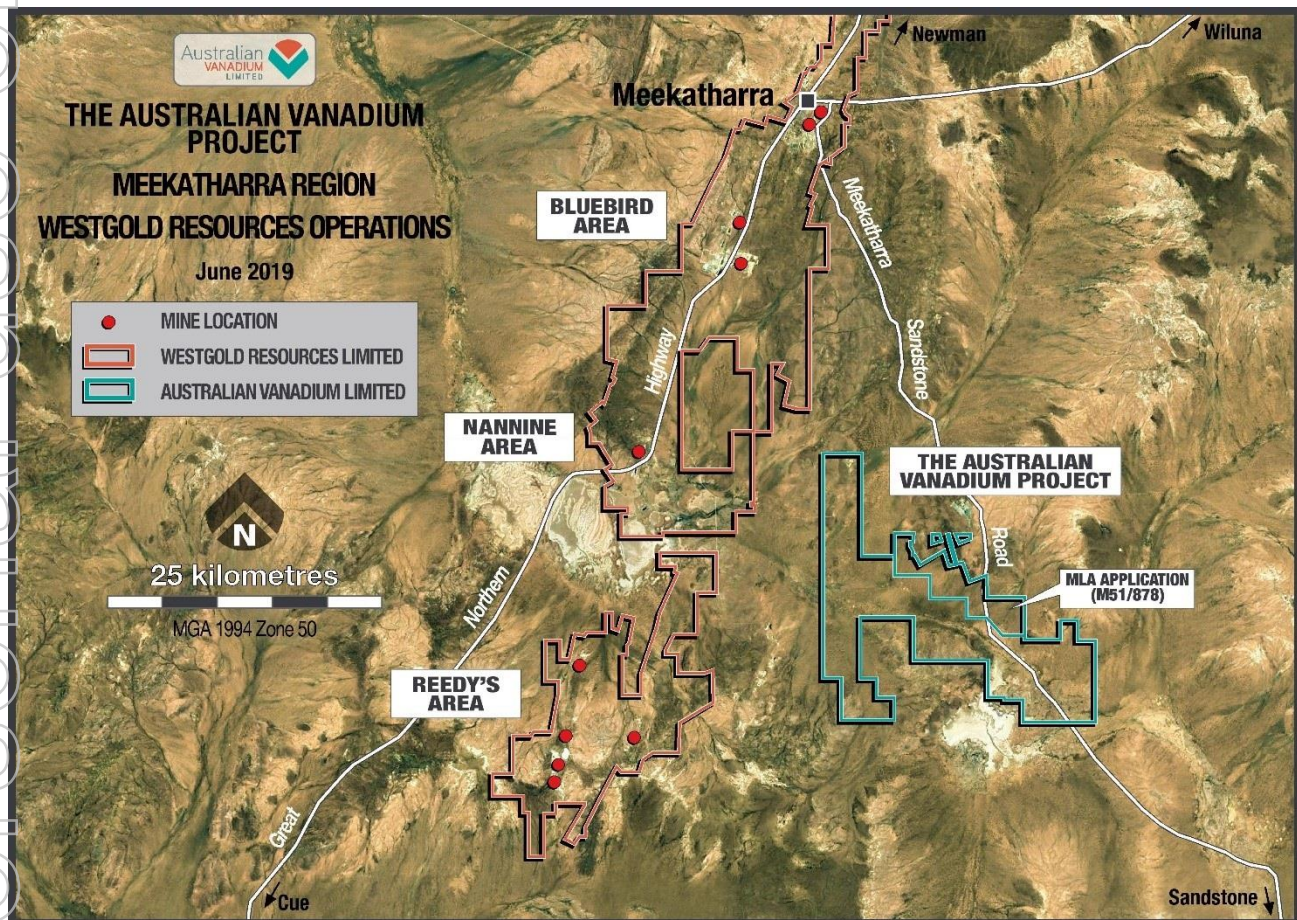 Australian
VANADIUM
LIMITED
THE AUSTRALIAN VANADIUM
PROJECT
MEEKATHARRA REGION
WESTGOLD RESOURCES OPERATIONS
June 2019
MINE LOCATION
WESTGOLD RESOURCES LIMITED
AUSTRALIAN VANADIUM LIMITED
Newman
Wiluna
Meekatharra
BLUEBIRD
AREA
Meekatharra
Sandstone
Road
Highway
NANNINE
AREA
THE AUSTRALIAN
VANADIUM PROJECT
MLA APPLICATION
(M51/878)
N
25 kilometres
MGA 1994 Zone 50
Northern
REEDY'S
AREA
Great
Cue
Sandstone